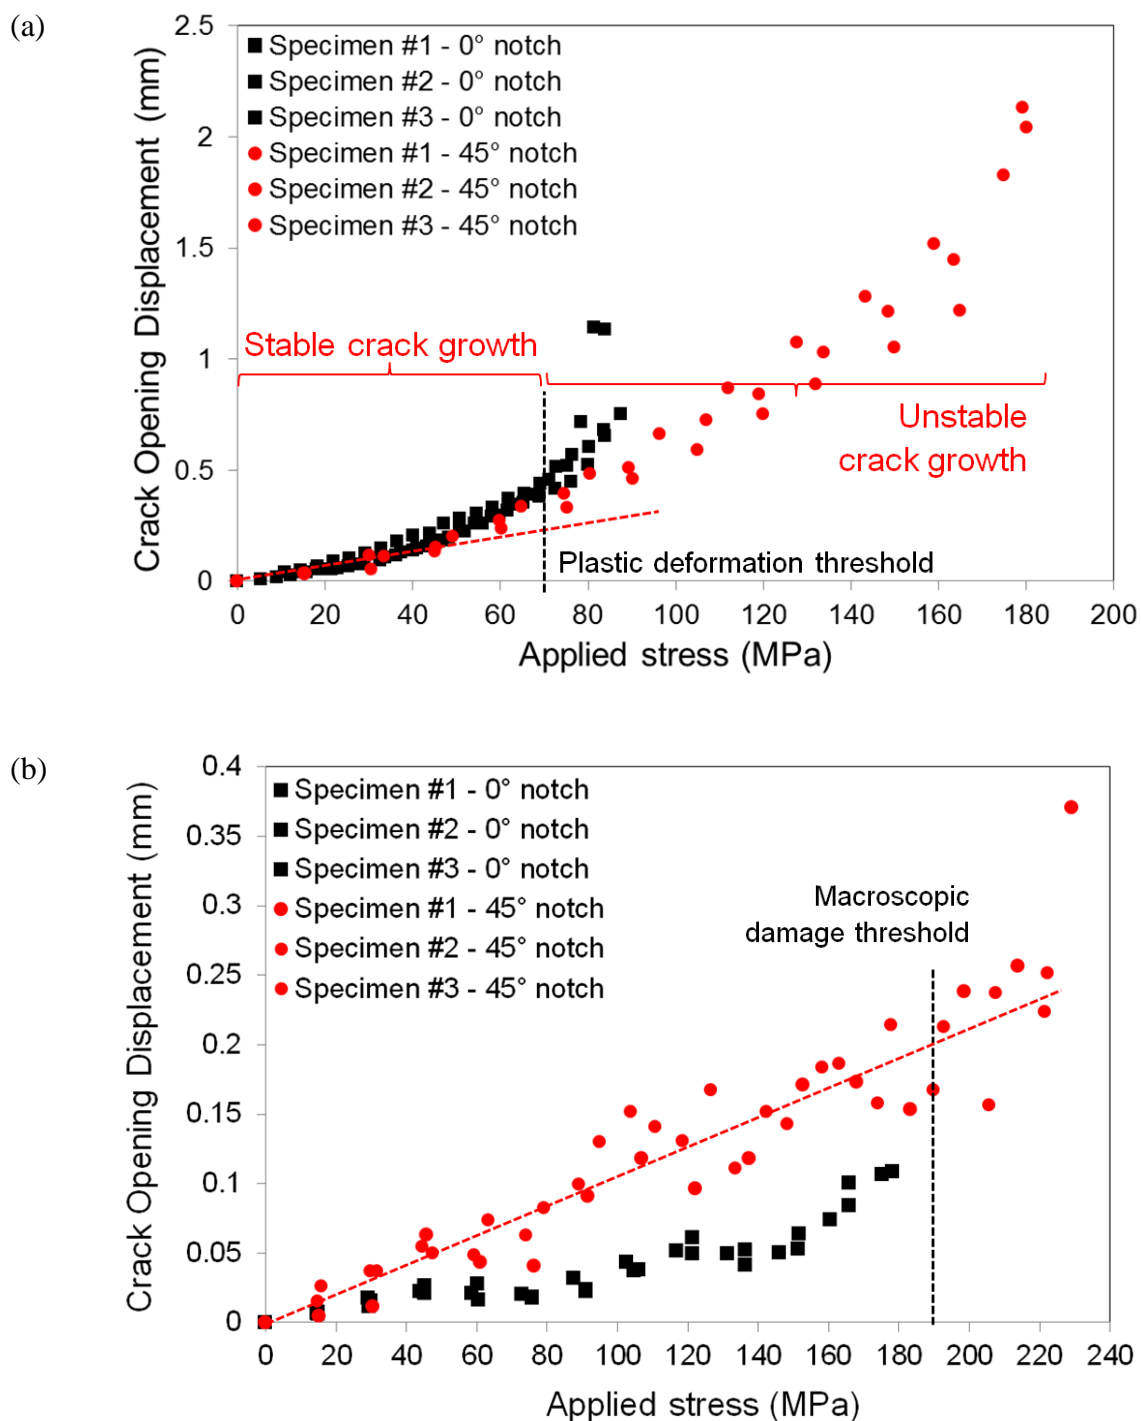 (a)
Crack Opening Displacement (mm)
2.5
2
1.5
1
0.5
0
Specimen #1 - 0° notch
Specimen #2 - 0° notch
Specimen #3 - 0° notch
Specimen #1 - 45° notch
Specimen #2 - 45° notch
Specimen #3 - 45° notch
Stable crack growth
Unstable
crack growth
Plastic deformation threshold
0 20 40 60 80 100 120 140 160 180 200
Applied stress (MPa)
(b)
Crack Opening Displacement (mm)
0.4
0.35
0.3
0.25
0.2
0.15
0.1
0.05
0
Specimen #1 - 0° notch
Specimen #2 - 0° notch
Specimen #3 - 0° notch
Specimen #1 - 45° notch
Specimen #2 - 45° notch
Specimen #3 - 45° notch
Macroscopic
damage threshold
0 20 40 60 80 100 120 140 160 180 200 220 240
Applied stress (MPa)